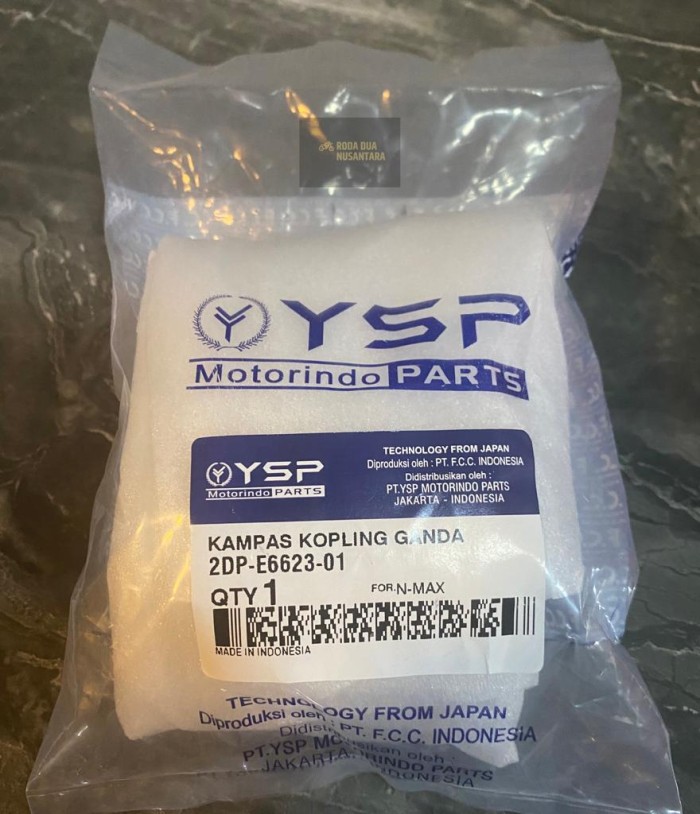 RODA DUA
NUSANTARA
YSP
Motorindo PARTS
YSP
Motorindo PARTS
TECHNOLOGY FROM JAPAN
Diproduksi oleh : PT. F.C.C. INDONESIA
Didistribusikan oleh :
PT.YSP MOTORINDO PARTS
JAKARTA - INDONESIA
KAMPAS KOPLING GANDA
2DP-E6623-01
QTY 1
FOR.N-MAX
MADE IN INDONESIA
TECHNOLOGY FROM JAPAN
Diproduksi oleh : PT. F.C.C. INDONESIA